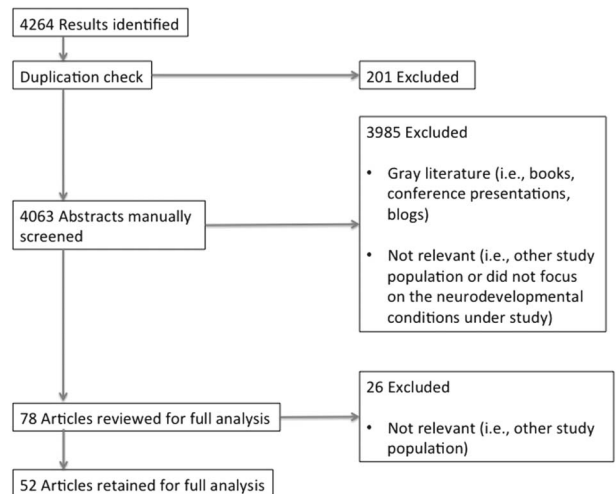 4264 Results identified
Duplication check
201 Excluded
3985 Excluded
• Gray literature (i.e., books,
conference presentations,
blogs)
• Not relevant (i.e., other study
population or did not focus
on the neurodevelopmental
conditions under study)
4063 Abstracts manually
screened
26 Excluded
• Not relevant (i.e., other study
population)
78 Articles reviewed for full analysis
52 Articles retained for full analysis